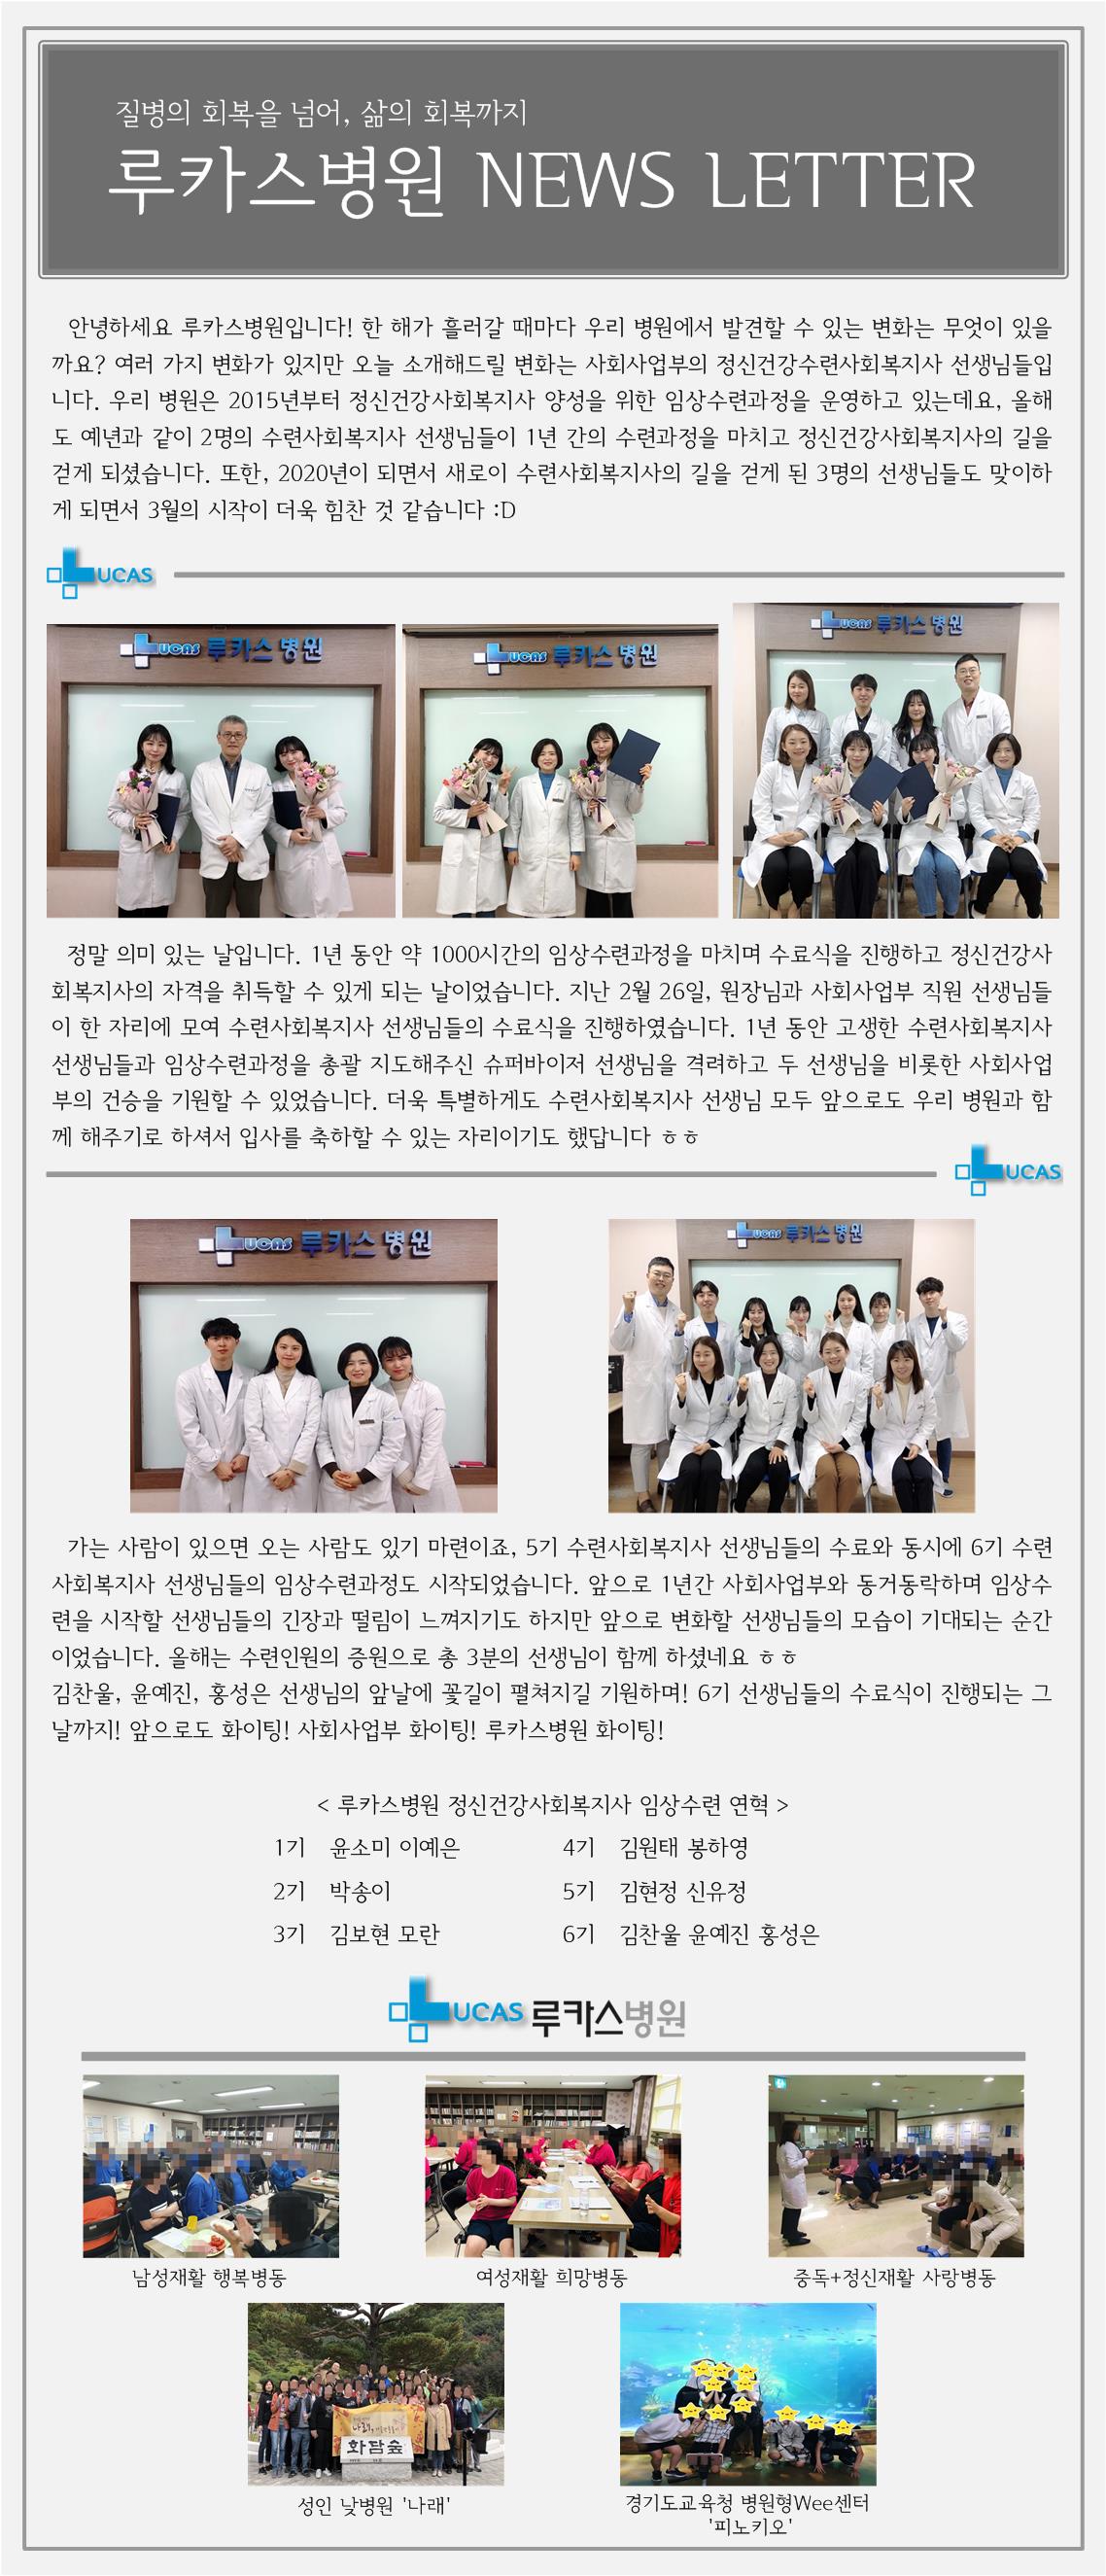 질병의 회복을 넘어, 삶의 회복까지
루카스병원 NEWS LETTER
안녕하세요 루카스병원입니다! 한 해가 흘러갈 때마다 우리 병원에서 발견할 수 있는 변화는 무엇이 있을
까요? 여러 가지 변화가 있지만 오늘 소개해드릴 변화는 사회사업부의 정신건강수련사회복지사 선생님들입
니다. 우리 병원은 2015년부터 정신건강사회복지사 양성을 위한 임상수련과정을 운영하고 있는데요, 올해
도 예년과 같이 2명의 수련사회복지사 선생님들이 1년 간의 수련과정을 마치고 정신건강사회복지사의 길을
걷게 되셨습니다. 또한, 2020년이 되면서 새로이 수련사회복지사의 길을 걷게 된 3명의 선생님들도 맞이하
게 되면서 3월의 시작이 더욱 힘찬 것 같습니다 :D
LUCAS
LUCAS 루카스병원
LUCAS 루카스병원
LUCAS 루카스병원
정말 의미 있는 날입니다. 1년 동안 약 1000시간의 임상수련과정을 마치며 수료식을 진행하고 정신건강사
회복지사의 자격을 취득할 수 있게 되는 날이었습니다. 지난 2월 26일, 원장님과 사회사업부 직원 선생님들
이 한 자리에 모여 수련사회복지사 선생님들의 수료식을 진행하였습니다. 1년 동안 고생한 수련사회복지사
선생님들과 임상수련과정을 총괄 지도해주신 슈퍼바이저 선생님을 격려하고 두 선생님을 비롯한 사회사업
부의 건승을 기원할 수 있었습니다. 더욱 특별하게도 수련사회복지사 선생님 모두 앞으로도 우리 병원과 함
께 해주기로 하셔서 입사를 축하할 수 있는 자리이기도 했답니다 ㅎㅎ
LUCAS
LUCAS 루카스병원
LUCAS 루카스병원
가는 사람이 있으면 오는 사람도 있기 마련이죠, 5기 수련사회복지사 선생님들의 수료와 동시에 6기 수련
사회복지사 선생님들의 임상수련과정도 시작되었습니다. 앞으로 1년간 사회사업부와 동거동락하며 임상수
련을 시작할 선생님들의 긴장과 떨림이 느껴지기도 하지만 앞으로 변화할 선생님들의 모습이 기대되는 순간
이었습니다. 올해는 수련인원의 증원으로 총 3분의 선생님이 함께 하셨네요 ㅎㅎ
김찬울, 윤예진, 홍성은 선생님의 앞날에 꽃길이 펼쳐지길 기원하며! 6기 선생님들의 수료식이 진행되는 그
날까지! 앞으로도 화이팅! 사회사업부 화이팅! 루카스병원 화이팅!
< 루카스병원 정신건강사회복지사 임상수련 연혁 >
1기 윤소미 이예은 4기 김원태 봉하영
2기 박송이 5기 김현정 신유정
3기 김보현 모란 6기 김찬울 윤예진 홍성은
LUCAS 루카스병원
남성재활 행복병동
여성재활 희망병동
중독+정신재활 사랑병동
나래
화담숲
성인 낮병원 '나래'
경기도교육청 병원형Wee센터
'피노키오'